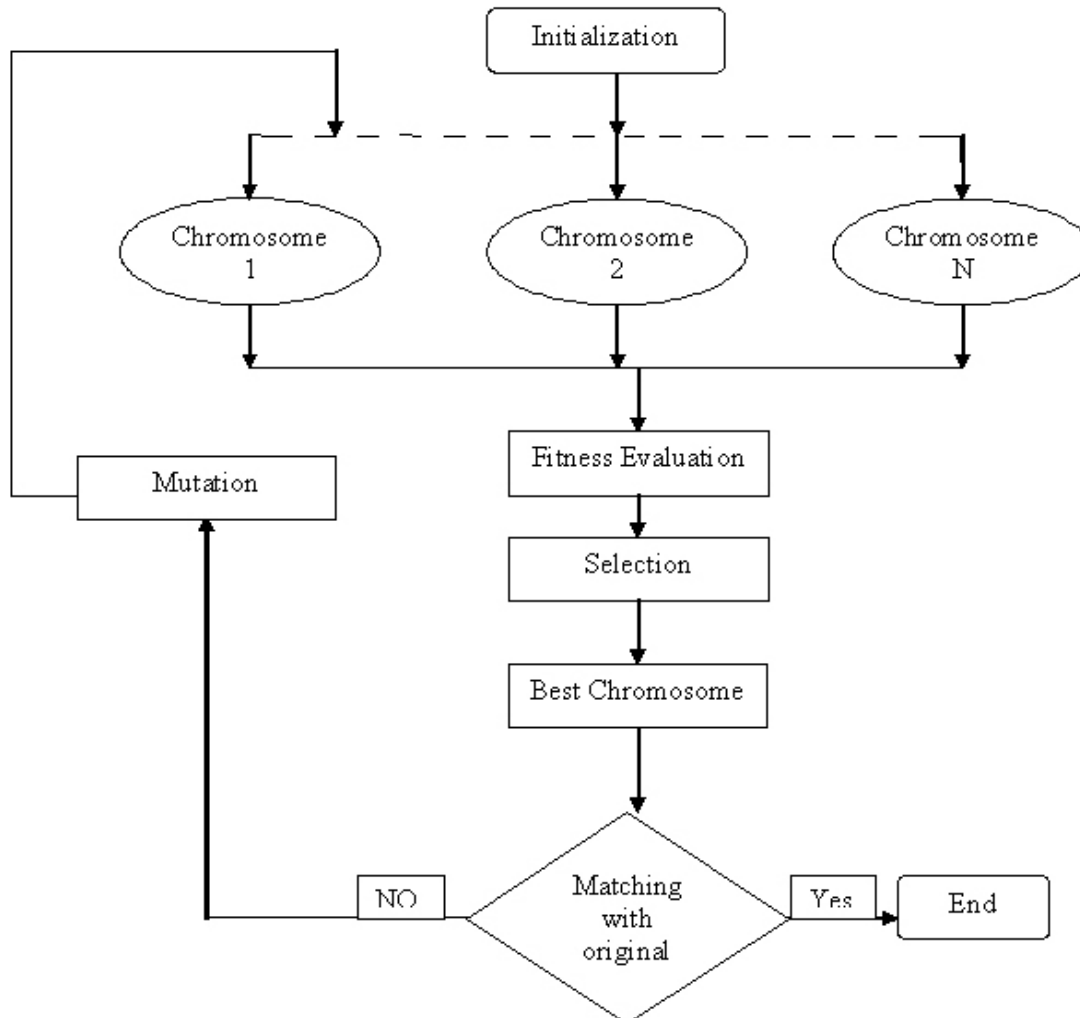 Initialization
Chromosome
1
Chromosome
2
Chromosome
N
Fitness Evaluation
Mutation
Selection
Best Chromosome
NO
Matching
with
original
Yes
End